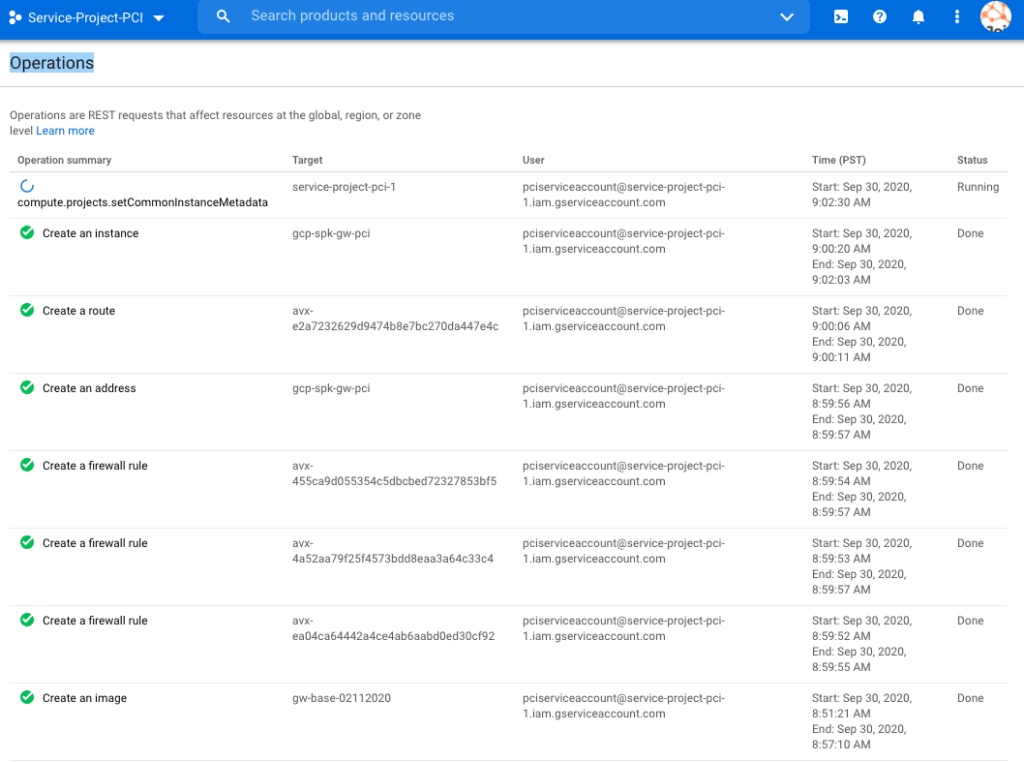 Service-Project-PCI
Search products and resources
Operations
Operations are REST requests that affect resources at the global, region, or zone
level Learn more
Operation summary Target User Time (PST) Status
compute.projects.setCommonInstanceMetadata service-project-pci-1 pciserviceaccount@service-project-pci-
1.iam.gserviceaccount.com Start: Sep 30, 2020,
9:02:30 AM Running
Create an instance gcp-spk-gw-pci pciserviceaccount@service-project-pci-
1.iam.gserviceaccount.com Start: Sep 30, 2020,
9:00:20 AM
End: Sep 30, 2020,
9:02:03 AM Done
Create a route avx-
e2a7232629d9474b8e7bc270da447e4c pciserviceaccount@service-project-pci-
1.iam.gserviceaccount.com Start: Sep 30, 2020,
9:00:06 AM
End: Sep 30, 2020,
9:00:11 AM Done
Create an address gcp-spk-gw-pci pciserviceaccount@service-project-pci-
1.iam.gserviceaccount.com Start: Sep 30, 2020,
8:59:56 AM
End: Sep 30, 2020,
8:59:57 AM Done
Create a firewall rule avx-
455ca9d055354c5dbcbed72327853bf5 pciserviceaccount@service-project-pci-
1.iam.gserviceaccount.com Start: Sep 30, 2020,
8:59:54 AM
End: Sep 30, 2020,
8:59:57 AM Done
Create a firewall rule avx-
4a52aa79f25f4573bdd8eaa3a64c33c4 pciserviceaccount@service-project-pci-
1.iam.gserviceaccount.com Start: Sep 30, 2020,
8:59:53 AM
End: Sep 30, 2020,
8:59:57 AM Done
Create a firewall rule avx-
ea04ca64442a4ce4ab6aabd0ed30cf92 pciserviceaccount@service-project-pci-
1.iam.gserviceaccount.com Start: Sep 30, 2020,
8:59:52 AM
End: Sep 30, 2020,
8:59:55 AM Done
Create an image gw-base-02112020 pciserviceaccount@service-project-pci-
1.iam.gserviceaccount.com Start: Sep 30, 2020,
8:51:21 AM
End: Sep 30, 2020,
8:57:10 AM Done